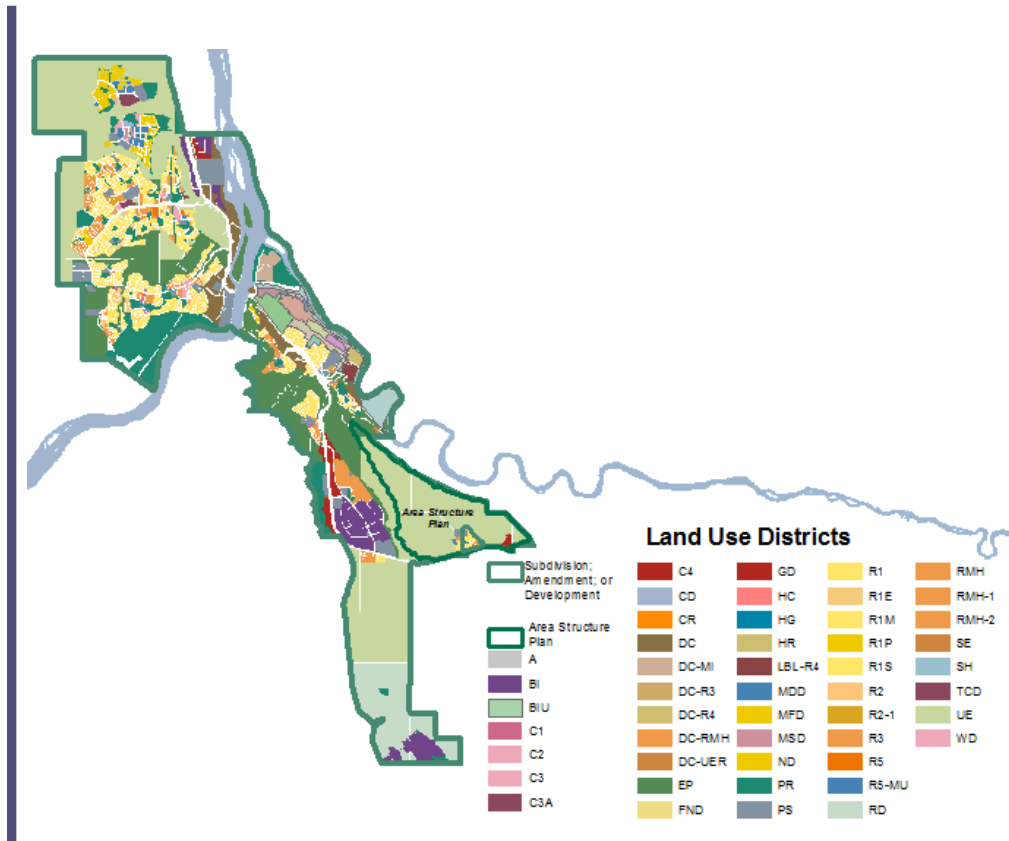 Area Structure
Plan
Land Use Districts
Subdivision;
Amendment; or
Development
Area Structure
Plan
A
BI
BIU
C1
C2
C3
C3A
C4
CD
CR
DC
DC-MI
DC-R3
DC-R4
DC-RMH
DC-UER
EP
FND
GD
HC
HG
HR
LBL-R4
MDD
MFD
MSD
ND
PR
PS
R1
R1E
R1M
R1P
R1S
R2
R2-1
R3
R5
R5-MU
RD
RMH
RMH-1
RMH-2
SE
SH
TCD
UE
WD